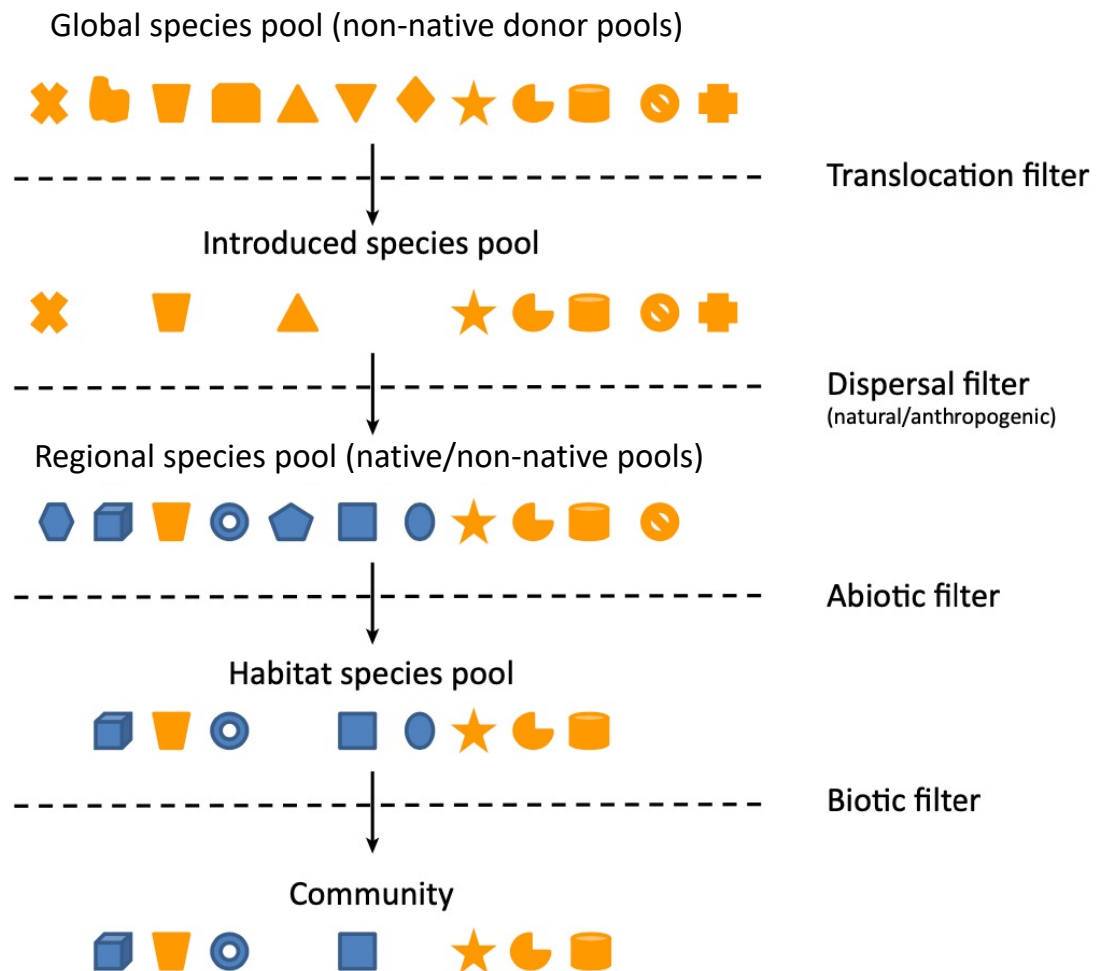 Global species pool (non-native donor pools)
Translocation filter
Introduced species pool
Dispersal filter
(natural/anthropogenic)
Regional species pool (native/non-native pools)
Abiotic filter
Habitat species pool
Biotic filter
Community